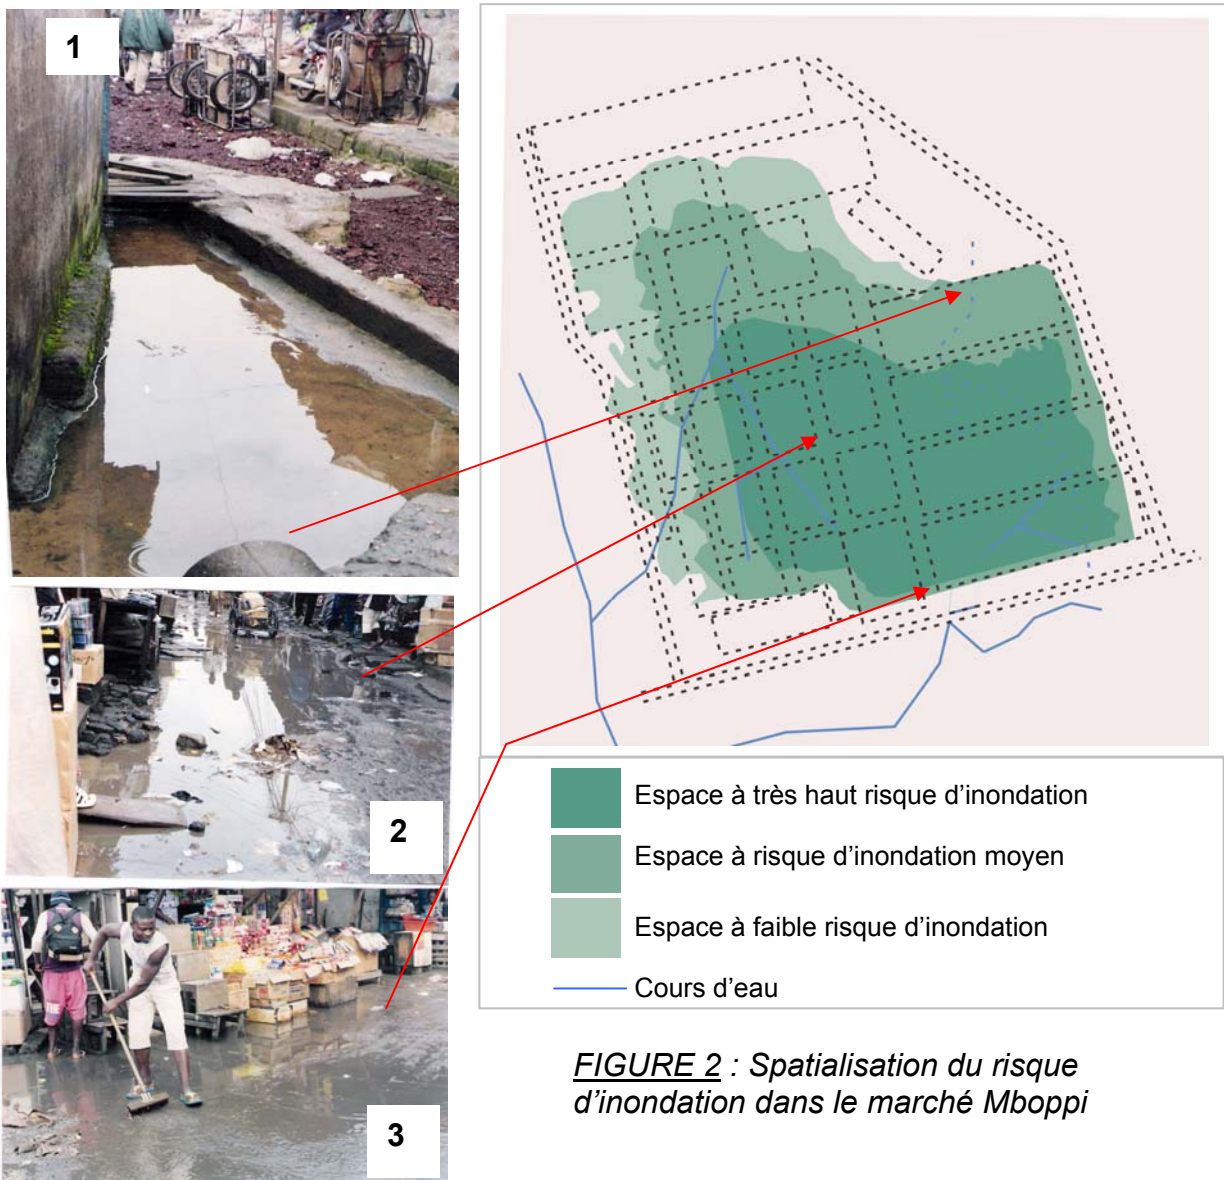 1
2
3
Espace à très haut risque d'inondation
Espace à risque d'inondation moyen
Espace à faible risque d'inondation
Cours d'eau
FIGURE 2 : Spatialisation du risque
d'inondation dans le marché Mboppi